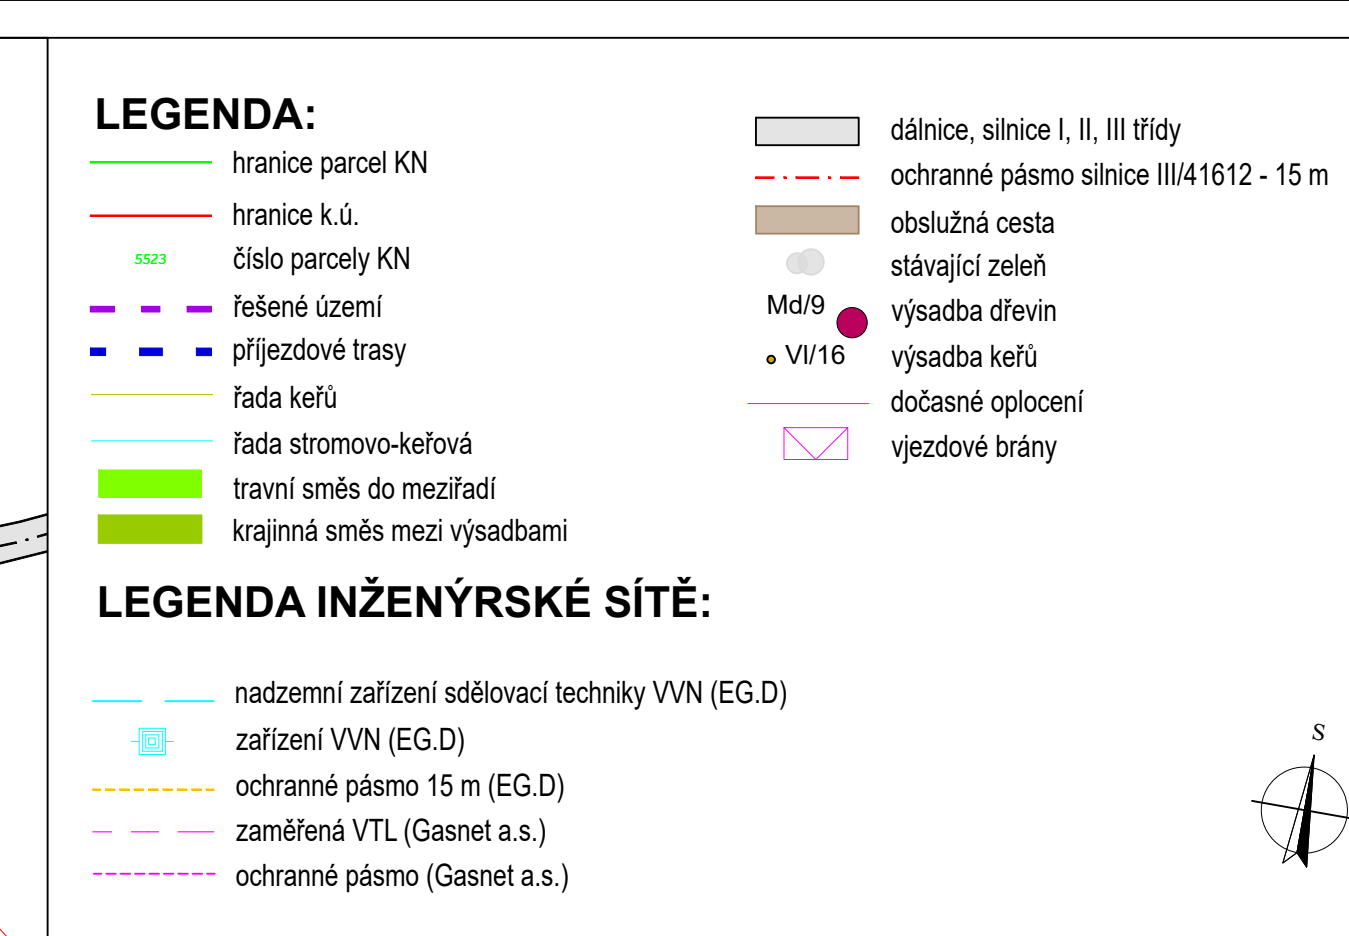 LEGENDA:
hranice parcel KN
hranice k.ú.
5523 číslo parcely KN
řešené území
příjezdové trasy
řada keřů
řada stromovo-keřová
travní směs do meziřadí
krajinná směs mezi výsadbami
dálnice, silnice I, II, III třídy
ochranné pásmo silnice III/41612 - 15 m
obslužná cesta
stávající zeleň
Md/9 výsadba dřevin
VI/16 výsadba keřů
dočasné oplocení
vjezdové brány
LEGENDA INŽENÝRSKÉ SÍTĚ:
nadzemní zařízení sdělovací techniky VVN (EG.D)
zařízení VVN (EG.D)
ochranné pásmo 15 m (EG.D)
zaměřená VTL (Gasnet a.s.)
ochranné pásmo (Gasnet a.s.)
S